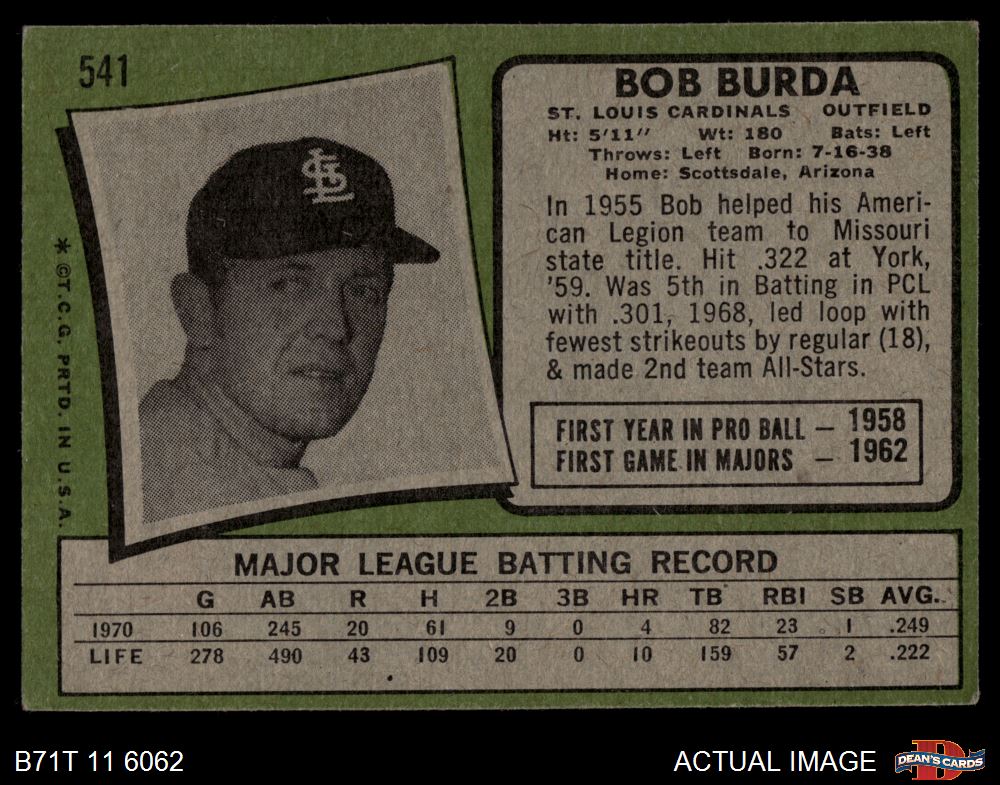 541
BOB BURDA
ST. LOUIS CARDINALS OUTFIELD
Ht: 5'11" Wt: 180 Bats: Left
Throws: Left Born: 7-16-38
Home: Scottsdale, Arizona
In 1955 Bob helped his Ameri-
can Legion team to Missouri
state title. Hit .322 at York,
'59. Was 5th in Batting in PCL
with .301, 1968, led loop with
fewest strikeouts by regular (18),
& made 2nd team All-Stars.
FIRST YEAR IN PRO BALL — 1958
FIRST GAME IN MAJORS — 1962
StL
* ©T.C.G. PRTD. IN U.S.A.
MAJOR LEAGUE BATTING RECORD
G AB R H 2B 3B HR TB RBI SB AVG.
1970 106 245 20 61 9 0 4 82 23 1 .249
LIFE 278 490 43 109 20 0 10 159 57 2 .222
B71T 11 6062
ACTUAL IMAGE
D
DEAN'S CARDS